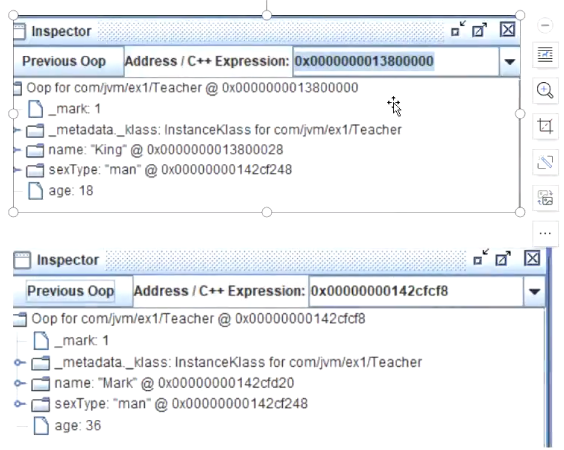 Inspector
Previous Oop Address / C++ Expression: 0x0000000013800000
Oop for com/jvm/ex1/Teacher @ 0x0000000013800000
_mark: 1
_metadata._klass: InstanceKlass for com/jvm/ex1/Teacher
name: "King" @ 0x0000000013800028
sexType: "man" @ 0x00000000142cf248
age: 18
Inspector
Previous Oop Address / C++ Expression: 0x00000000142cfcf8
Oop for com/jvm/ex1/Teacher @ 0x00000000142cfcf8
_mark: 1
_metadata._klass: InstanceKlass for com/jvm/ex1/Teacher
name: "Mark" @ 0x00000000142cfd20
sexType: "man" @ 0x00000000142cf248
age: 36